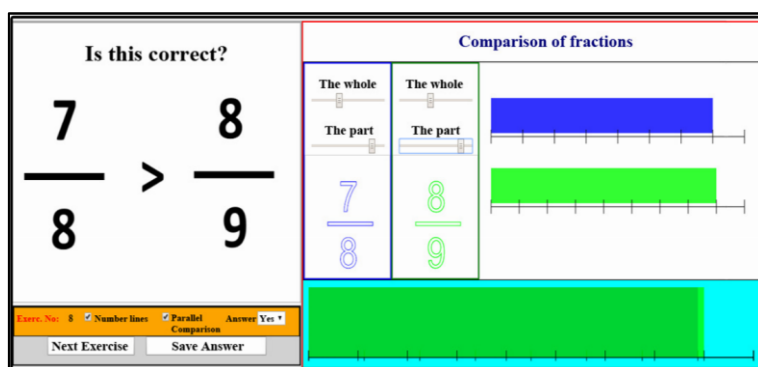 Is this correct?
7
8
>
8
9
Exerc. No: 8 Number lines Parallel Comparison Answer Yes
Next Exercise Save Answer
Comparison of fractions
The whole
The part
7
8
The whole
The part
8
9